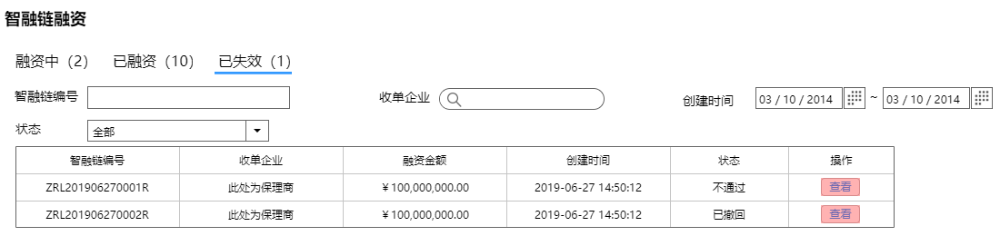 智融链融资
融资中（2） 已融资（10） 已失效（1）
智融链编号 收单企业 创建时间 03 / 10 / 2014 ~ 03 / 10 / 2014
状态 全部
智融链编号 收单企业 融资金额 创建时间 状态 操作
ZRL201906270001R 此处为保理商 ￥100,000,000.00 2019-06-27 14:50:12 不通过 查看
ZRL201906270002R 此处为保理商 ￥100,000,000.00 2019-06-27 14:50:12 已撤回 查看